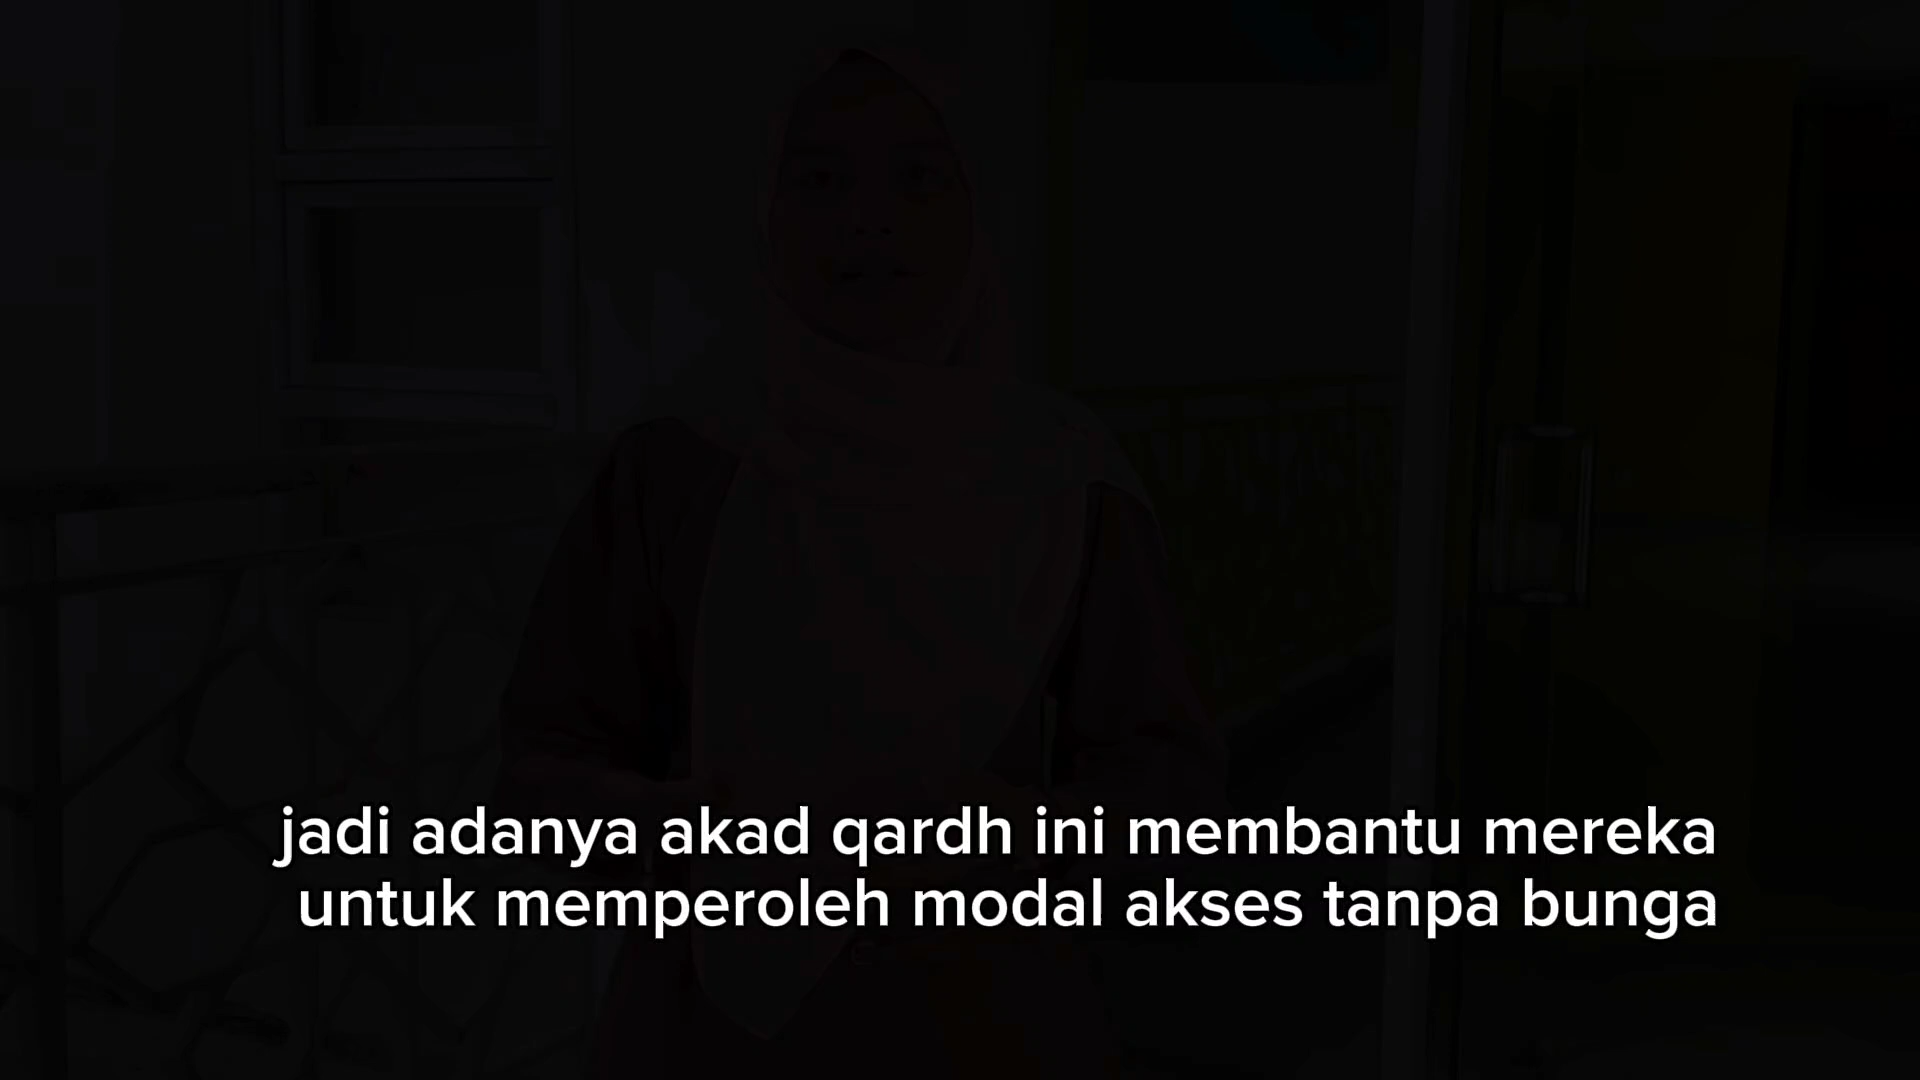 jadi adanya akad qardh ini membantu mereka
untuk memperoleh modal akses tanpa bunga